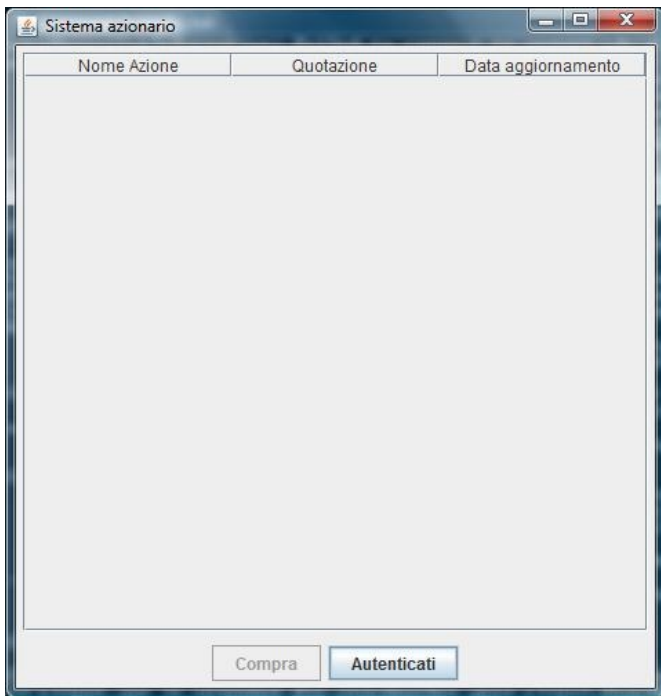 Sistema azionario
Nome Azione Quotazione Data aggiornamento
Compra Autenticati